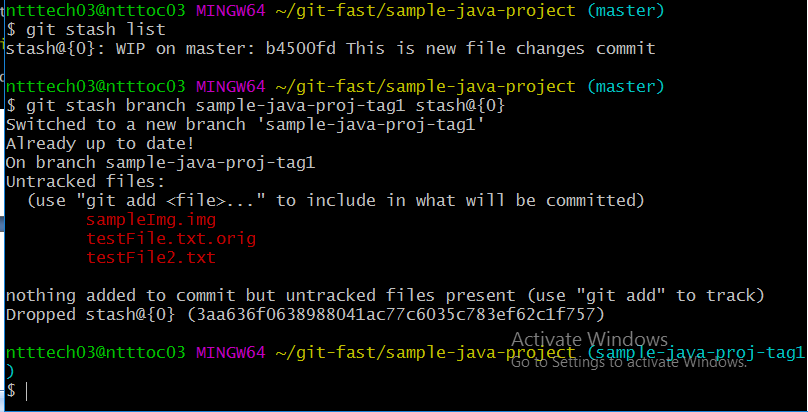 ntttech03@ntttoc03 MINGW64 ~/git-fast/sample-java-project (master)
$ git stash list
stash@{0}: WIP on master: b4500fd This is new file changes commit
ntttech03@ntttoc03 MINGW64 ~/git-fast/sample-java-project (master)
$ git stash branch sample-java-proj-tag1 stash@{0}
Switched to a new branch 'sample-java-proj-tag1'
Already up to date!
On branch sample-java-proj-tag1
Untracked files:
  (use "git add <file>..." to include in what will be committed)
        sampleImg.img
        testFile.txt.orig
        testFile2.txt
nothing added to commit but untracked files present (use "git add" to track)
Dropped stash@{0} (3aa636f0638988041ac77c6035c783ef62c1f757)
Activate Windows
ntttech03@ntttoc03 MINGW64 ~/git-fast/sample-java-project (sample-java-proj-tag1
Go to Settings to activate Windows.
)
$